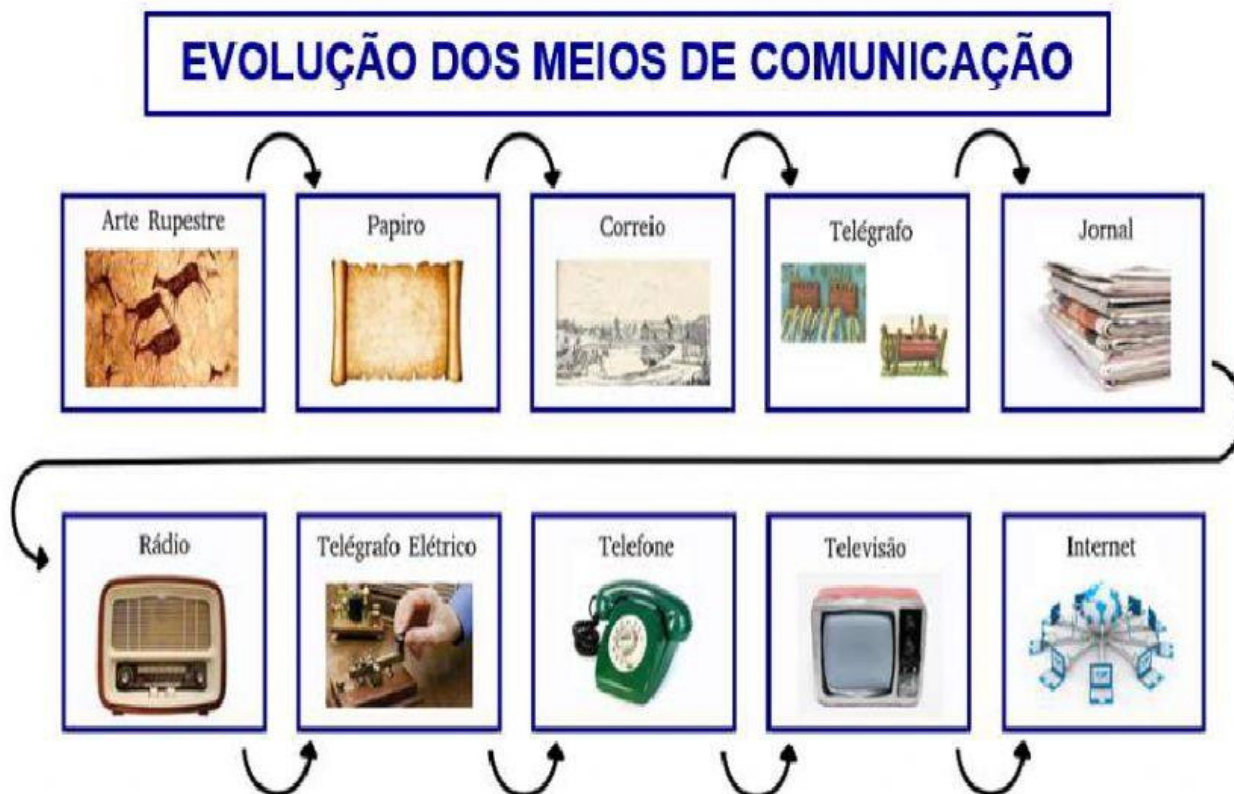 EVOLUÇÃO DOS MEIOS DE COMUNICAÇÃO
Arte Rupestre
Papiro
Correio
Telégrafo
Jornal
Rádio
Telégrafo Elétrico
Telefone
Televisão
Internet